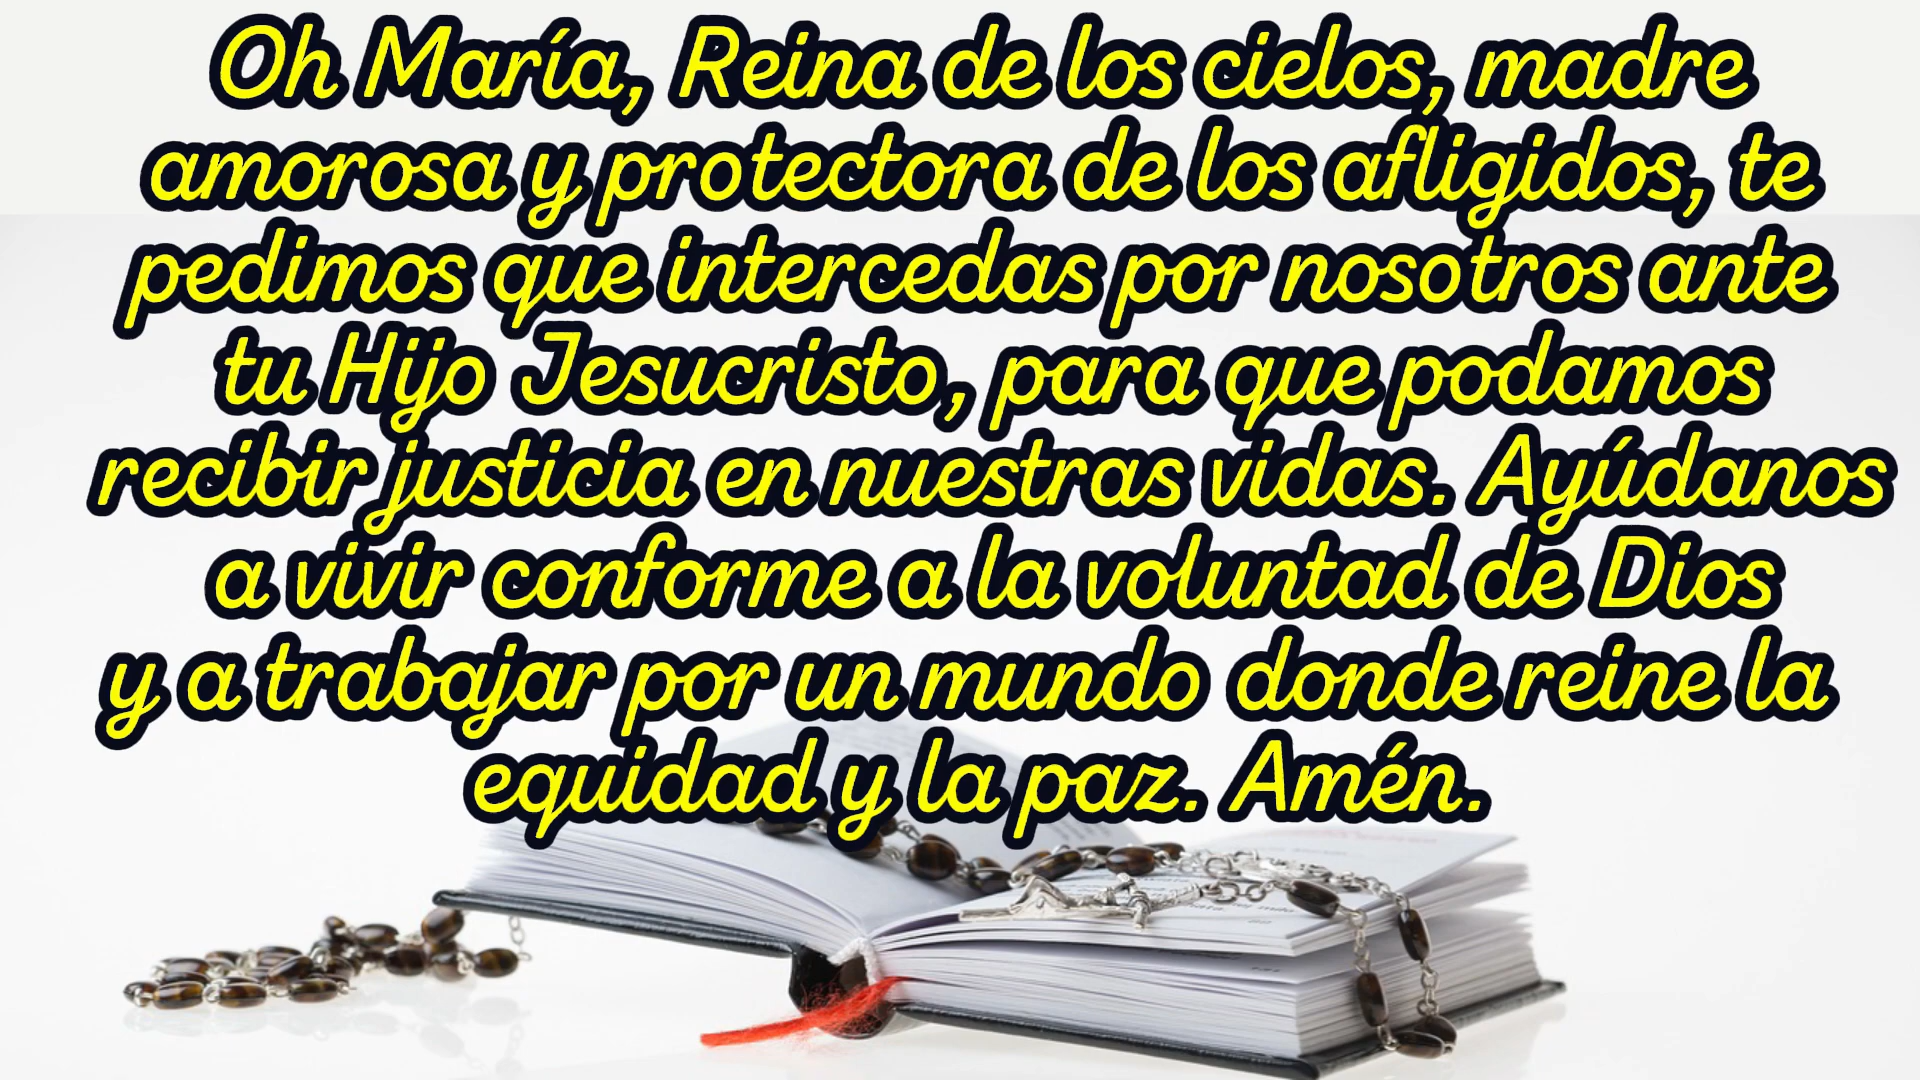 Oh María, Reina de los cielos, madre
amorosa y protectora de los afligidos, te
pedimos que intercedas por nosotros ante
tu Hijo Jesucristo, para que podamos
recibir justicia en nuestras vidas. Ayúdanos
a vivir conforme a la voluntad de Dios
y a trabajar por un mundo donde reine la
equidad y la paz. Amén.